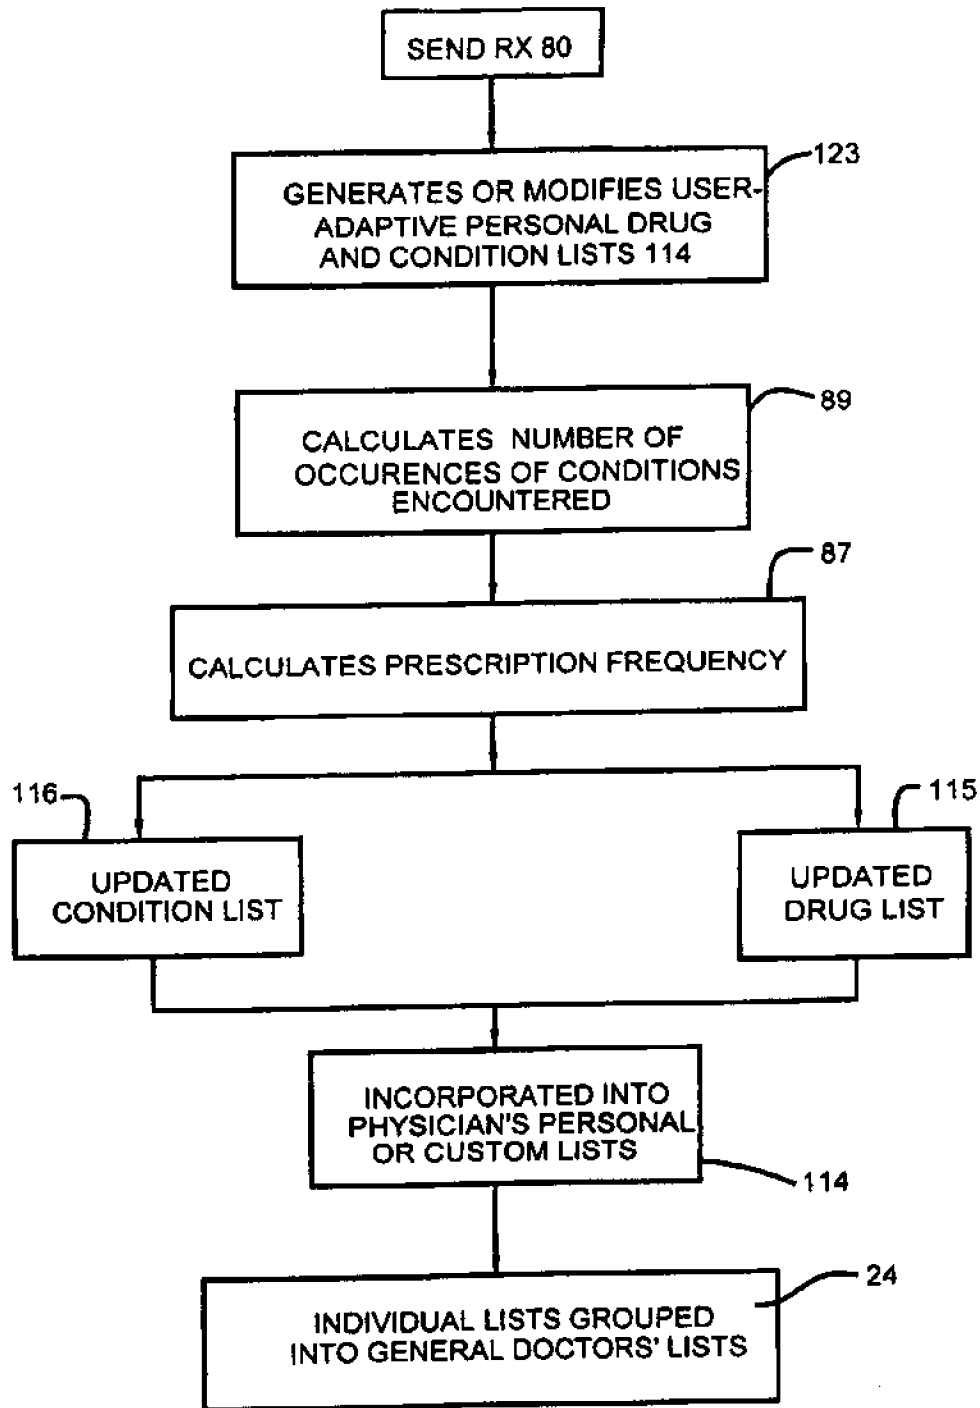 SEND RX 80
123
GENERATES OR MODIFIES USER-
ADAPTIVE PERSONAL DRUG
AND CONDITION LISTS 114
89
CALCULATES NUMBER OF
OCCURENCES OF CONDITIONS
ENCOUNTERED
87
CALCULATES PRESCRIPTION FREQUENCY
116
UPDATED
CONDITION LIST
115
UPDATED
DRUG LIST
INCORPORATED INTO
PHYSICIAN'S PERSONAL
OR CUSTOM LISTS
114
24
INDIVIDUAL LISTS GROUPED
INTO GENERAL DOCTORS' LISTS